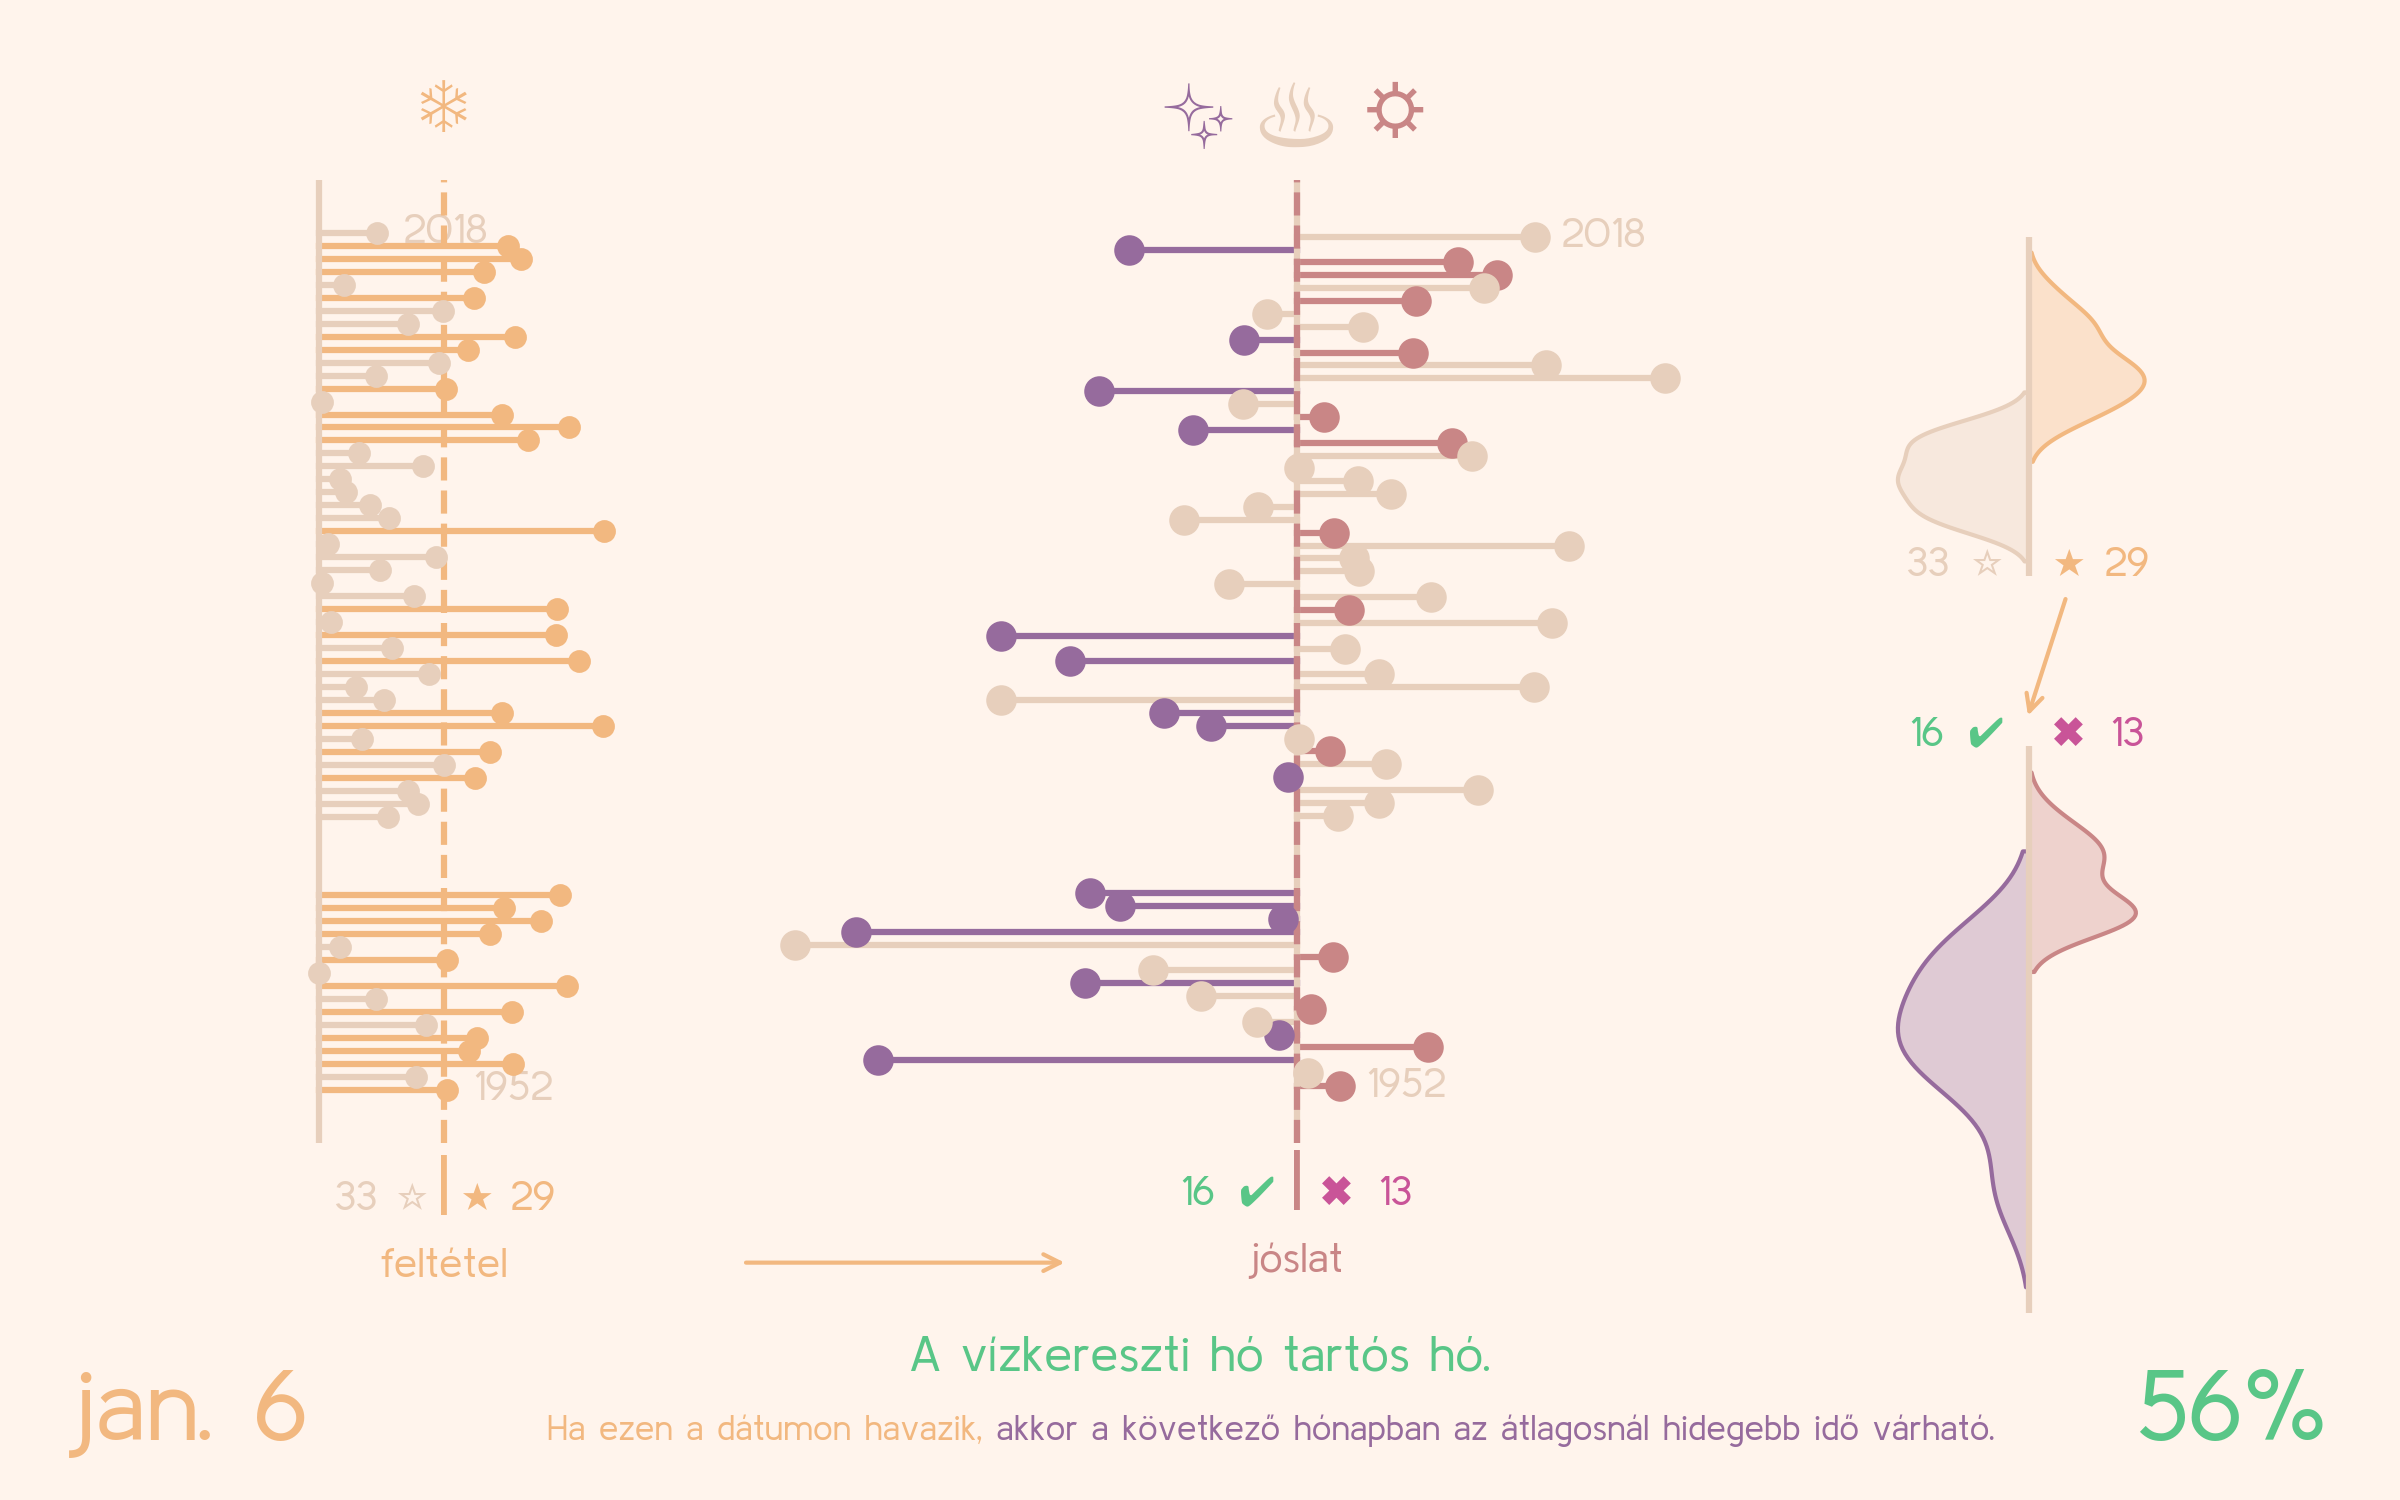 2018
2018
1952
1952
33 ☆ ★ 29
16 ✔ ✖ 13
33 ☆ ★ 29
16 ✔ ✖ 13
feltétel
jóslat
A vízkereszti hó tartós hó.
jan. 6
Ha ezen a dátumon havazik, akkor a következő hónapban az átlagosnál hidegebb idő várható.
56%